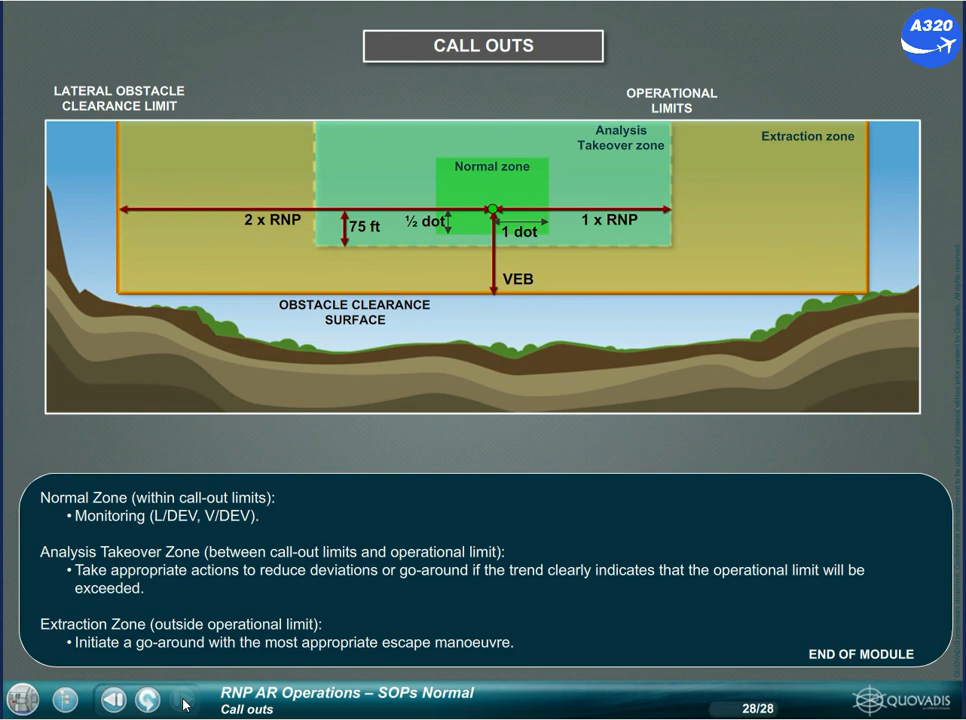 A320
CALL OUTS
LATERAL OBSTACLE
CLEARANCE LIMIT
OPERATIONAL
LIMITS
Analysis
Takeover zone
Extraction zone
Normal zone
2 x RNP
75 ft
½ dot
1 dot
1 x RNP
VEB
OBSTACLE CLEARANCE
SURFACE
Normal Zone (within call-out limits):
• Monitoring (L/DEV, V/DEV).
Analysis Takeover Zone (between call-out limits and operational limit):
• Take appropriate actions to reduce deviations or go-around if the trend clearly indicates that the operational limit will be
exceeded.
Extraction Zone (outside operational limit):
• Initiate a go-around with the most appropriate escape manoeuvre.
END OF MODULE
RNP AR Operations – SOPs Normal
Call outs
28/28
QUOVADIS